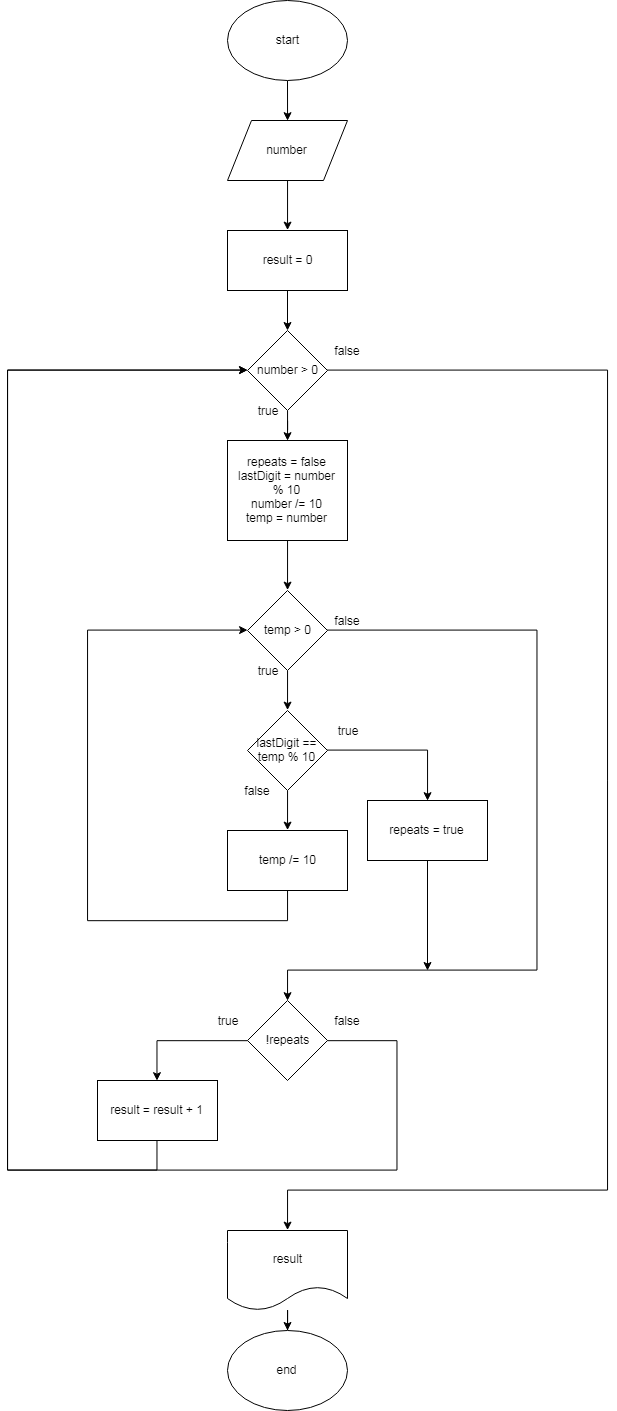 start
number
result = 0
false
number > 0
true
repeats = false
lastDigit = number
% 10
number /= 10
temp = number
false
temp > 0
true
true
lastDigit ==
temp % 10
false
repeats = true
temp /= 10
true
false
!repeats
result = result + 1
result
end